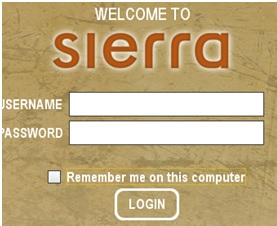 WELCOME TO
sierra
USERNAME
PASSWORD
Remember me on this computer
LOGIN